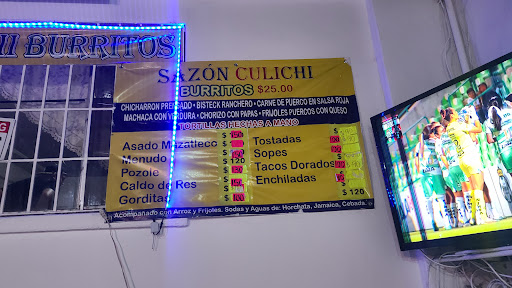 HI BURRITOS
SAZÓN CULICHI
BURRITOS $25.00
CHICHARRON PRENSADO • BISTECK RANCHERO • CARNE DE PUERCO EN SALSA ROJA
MACHACA CON VERDURA • CHORIZO CON PAPAS • FRIJOLES PUERCOS CON QUESO
TORTILLAS HECHAS A MANO
Asado Mazatleco $
Menudo $ 120
Pozole $
Caldo de Res $
Gorditas $
Tostadas $
Sopes $
Tacos Dorados $
Enchiladas $
$ 120
Acompañado con Arroz y Frijoles. Sodas y Aguas de: Horchata, Jamaica, Cebada.